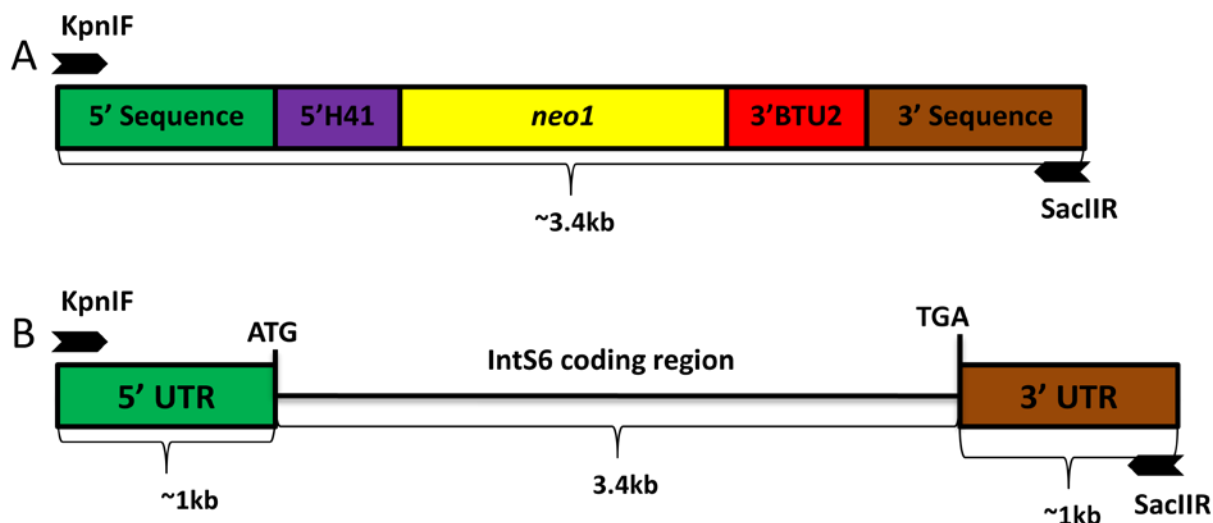 A
KpnIF
5’ Sequence 5’H41 neo1 3’BTU2 3’ Sequence
~3.4kb
SacIIR
B
KpnIF
ATG
TGA
IntS6 coding region
5’ UTR
3’ UTR
~1kb
3.4kb
~1kb
SacIIR